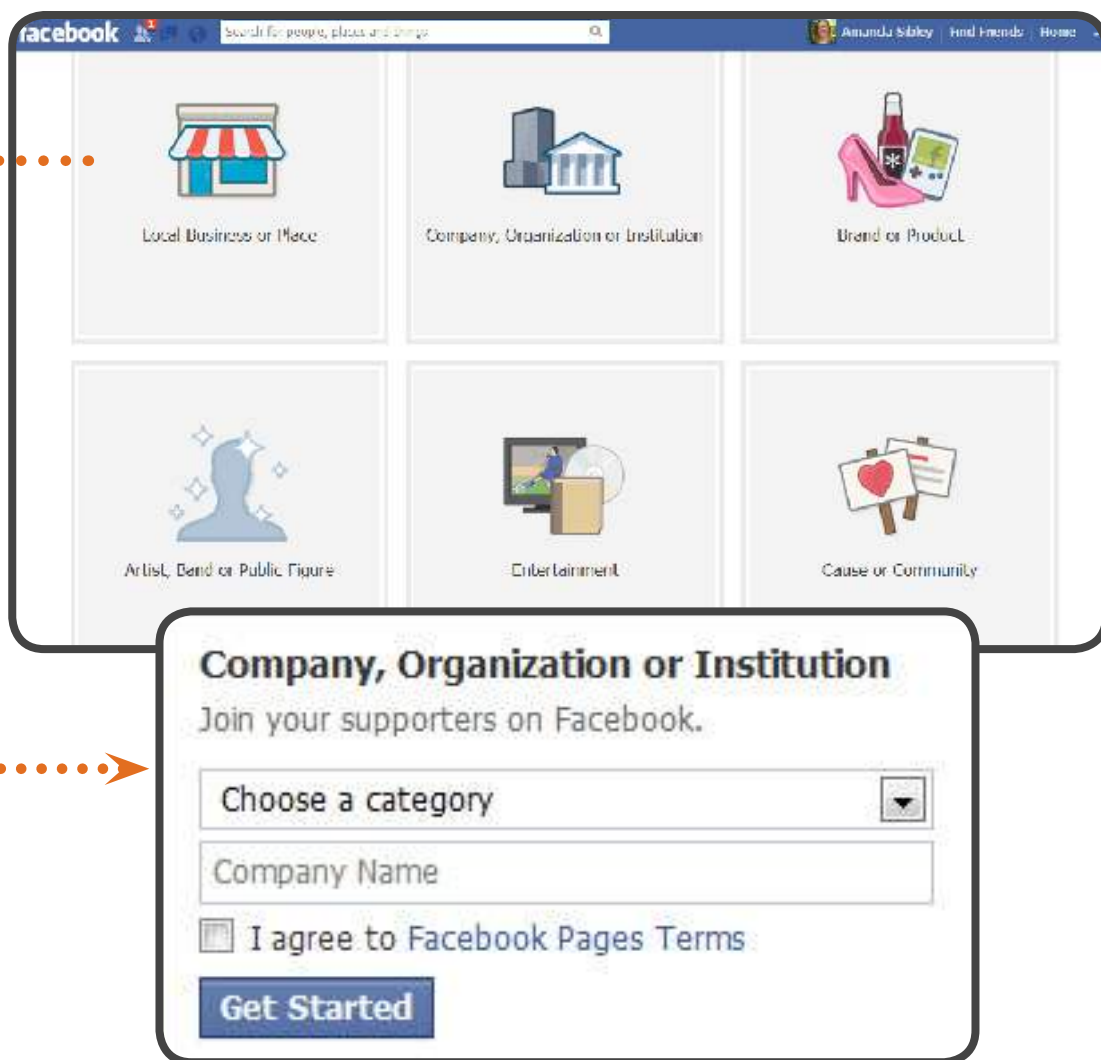 facebook 1 Search for people, places and things Amanda Sibley Find Friends Home
Local Business or Place Company, Organization or Institution Brand or Product
Artist, Band or Public Figure Entertainment Cause or Community
Company, Organization or Institution
Join your supporters on Facebook.
Choose a category
Company Name
I agree to Facebook Pages Terms
Get Started